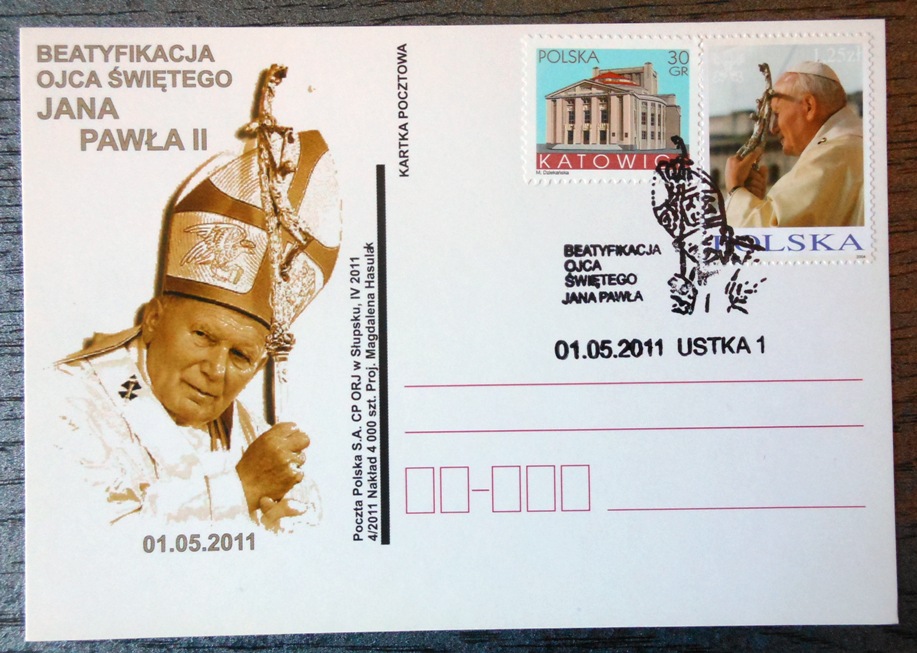 BEATYFIKACJA
OJCA ŚWIĘTEGO
JANA
PAWŁA II
01.05.2011
Poczta Polska S.A. CP ORJ w Słupsku, IV 2011
4/2011 Nakład 4 000 szt. Proj. Magdalena Hasulak
KARTKA POCZTOWA
POLSKA 30
GR
KATOWIC
M. Dziekańska
1,25zł
POLSKA
BEATYFIKACJA
OJCA
ŚWIĘTEGO
JANA PAWŁA
01.05.2011 USTKA 1